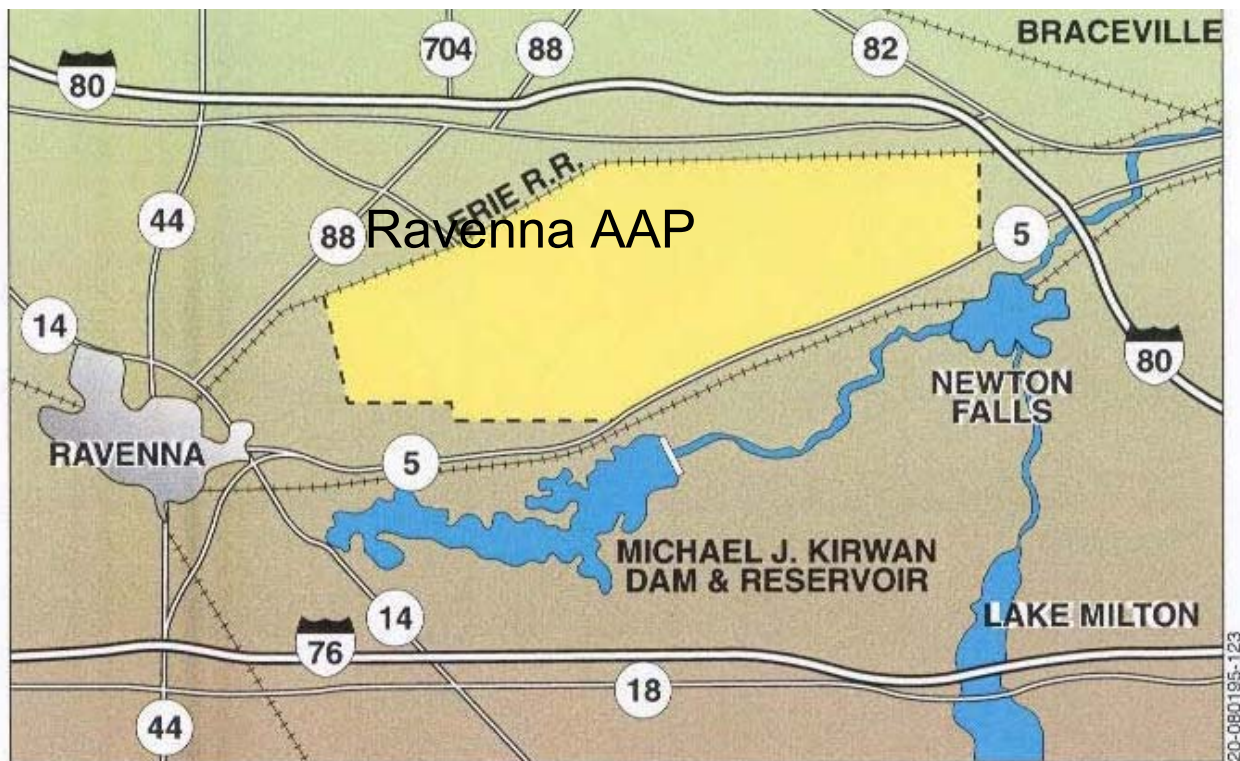 BRACEVILLE
704
88
82
80
ERIE R.R.
44
88
Ravenna AAP
5
14
80
NEWTON
FALLS
RAVENNA
5
MICHAEL J. KIRWAN
DAM & RESERVOIR
14
LAKE MILTON
76
18
44
20-080195-123